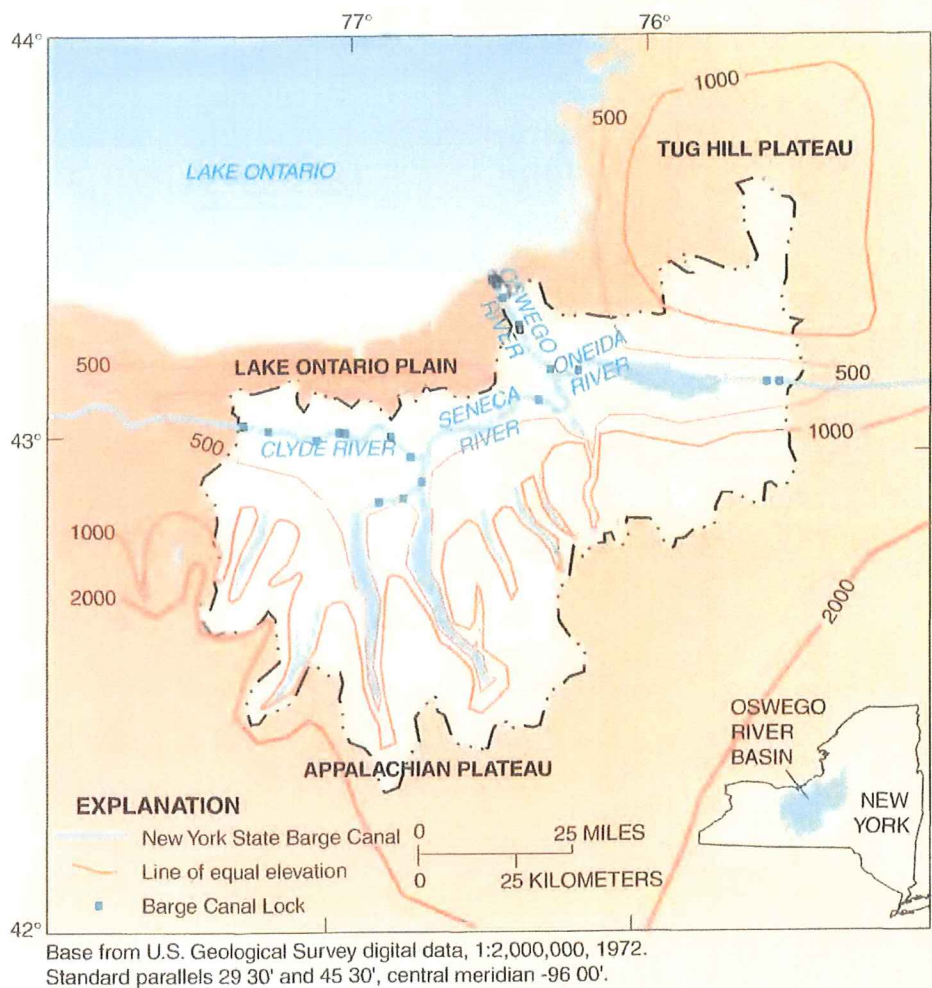 77°
76°
44°
1000
500
TUG HILL PLATEAU
LAKE ONTARIO
OSWEGO
RIVER
ONEIDA
RIVER
500
LAKE ONTARIO PLAIN
500
SENECA
RIVER
43°
500
CLYDE RIVER
1000
1000
2000
2000
OSWEGO
RIVER
BASIN
APPALACHIAN PLATEAU
NEW
YORK
EXPLANATION
New York State Barge Canal
Line of equal elevation
Barge Canal Lock
0 25 MILES
0 25 KILOMETERS
42°
Base from U.S. Geological Survey digital data, 1:2,000,000, 1972.
Standard parallels 29 30' and 45 30', central meridian -96 00'.